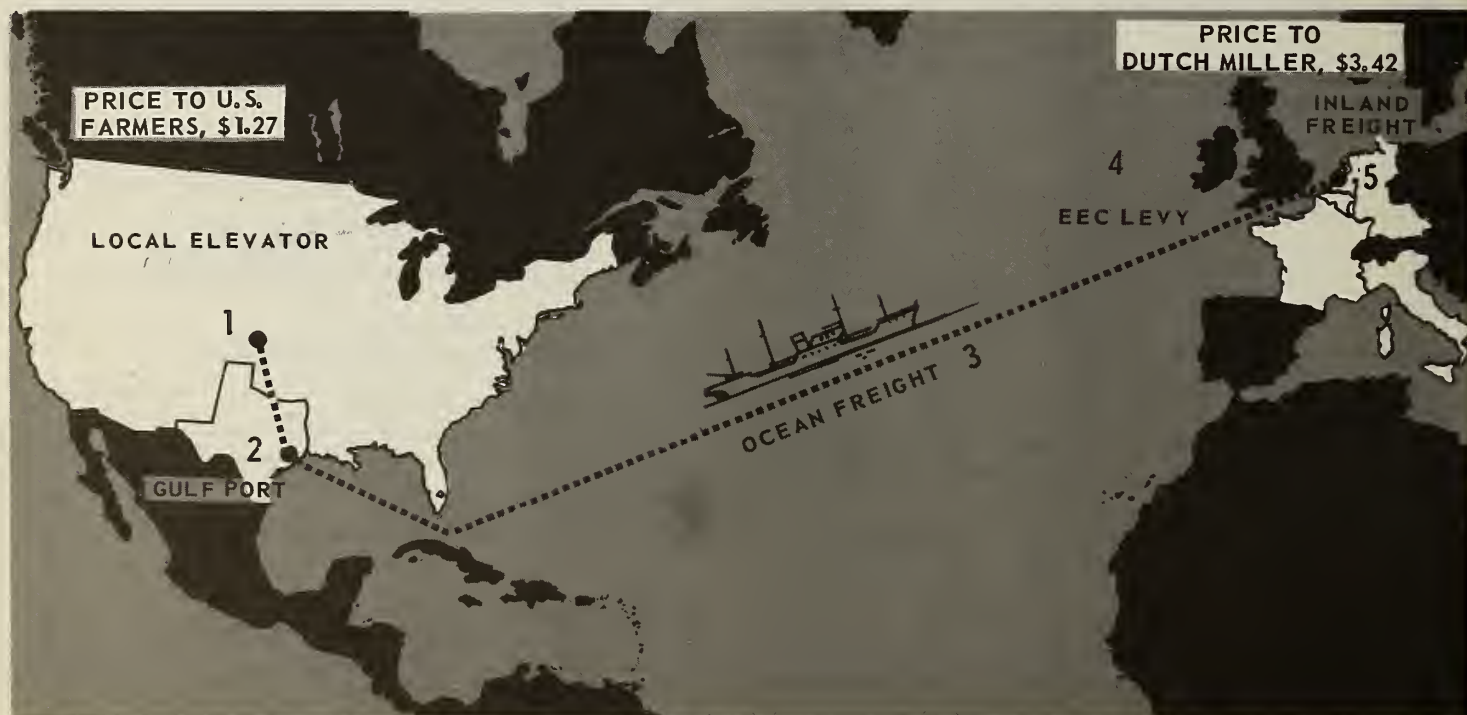 PRICE TO U.S.
FARMERS, $1.27
LOCAL ELEVATOR
1
2
GULF PORT
OCEAN FREIGHT 3
4
EEC LEVY
PRICE TO
DUTCH MILLER, $3.42
INLAND
FREIGHT
5